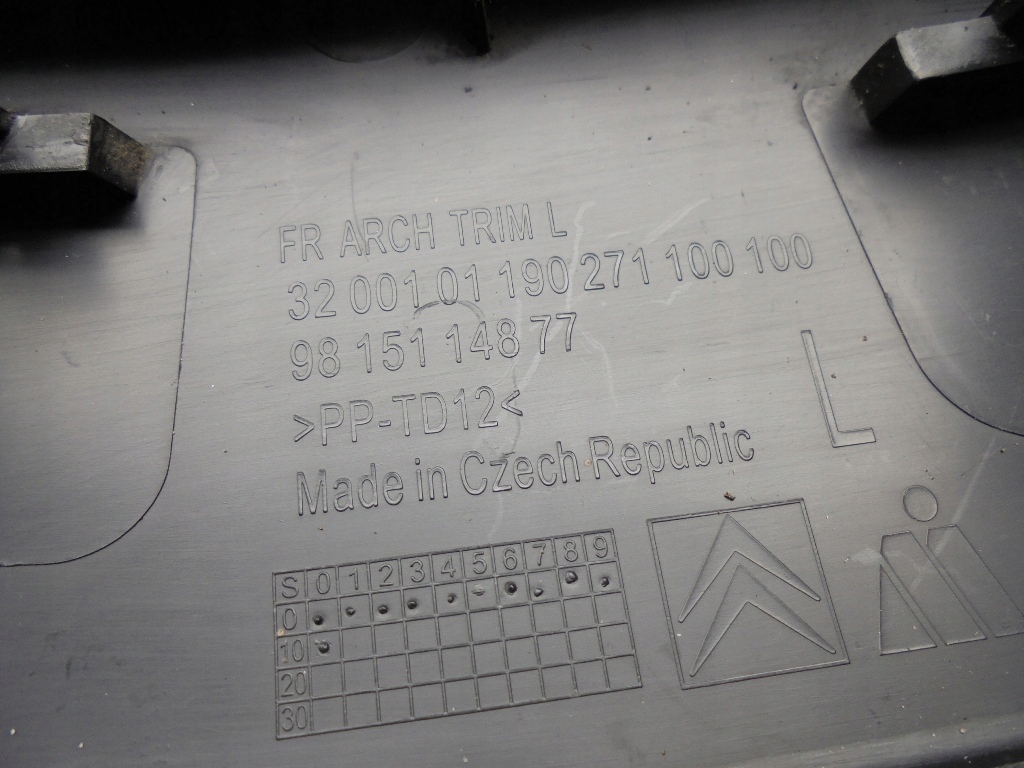 FR ARCH TRIM L
32 001 01 190 271 100 100
98 151 148 77
>PP-TD12<
L
Made in Czech Republic
S 0 1 2 3 4 5 6 7 8 9
0
10
20
30